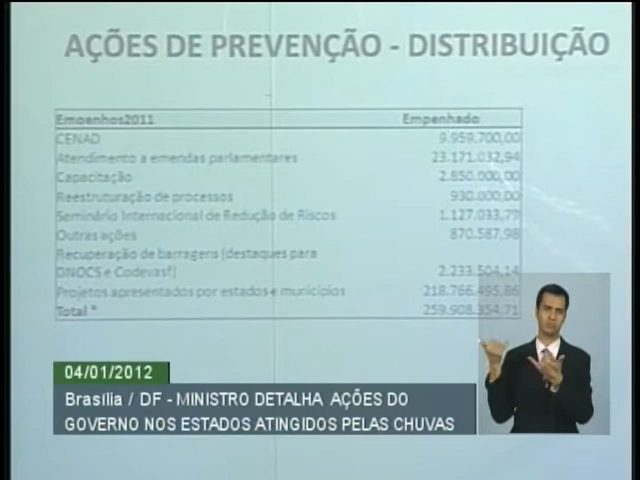 AÇÕES DE PREVENÇÃO - DISTRIBUIÇÃO
Empenhos2011 Empenhado
CENAD 9.959.700,00
Atendimento a emendas parlamentares 23.171.032,94
Capacitação 2.850.000,00
Reestruturação de processos 930.000,00
Seminário Internacional de Redução de Riscos 1.127.033,79
Outras ações 870.587,98
Recuperação de barragens (destaques para
DNOCS e Codevasf) 2.233.504,14
Projetos apresentados por estados e municípios 218.766.495,86
Total * 259.908.354,71
04/01/2012
Brasília / DF - MINISTRO DETALHA AÇÕES DO
GOVERNO NOS ESTADOS ATINGIDOS PELAS CHUVAS